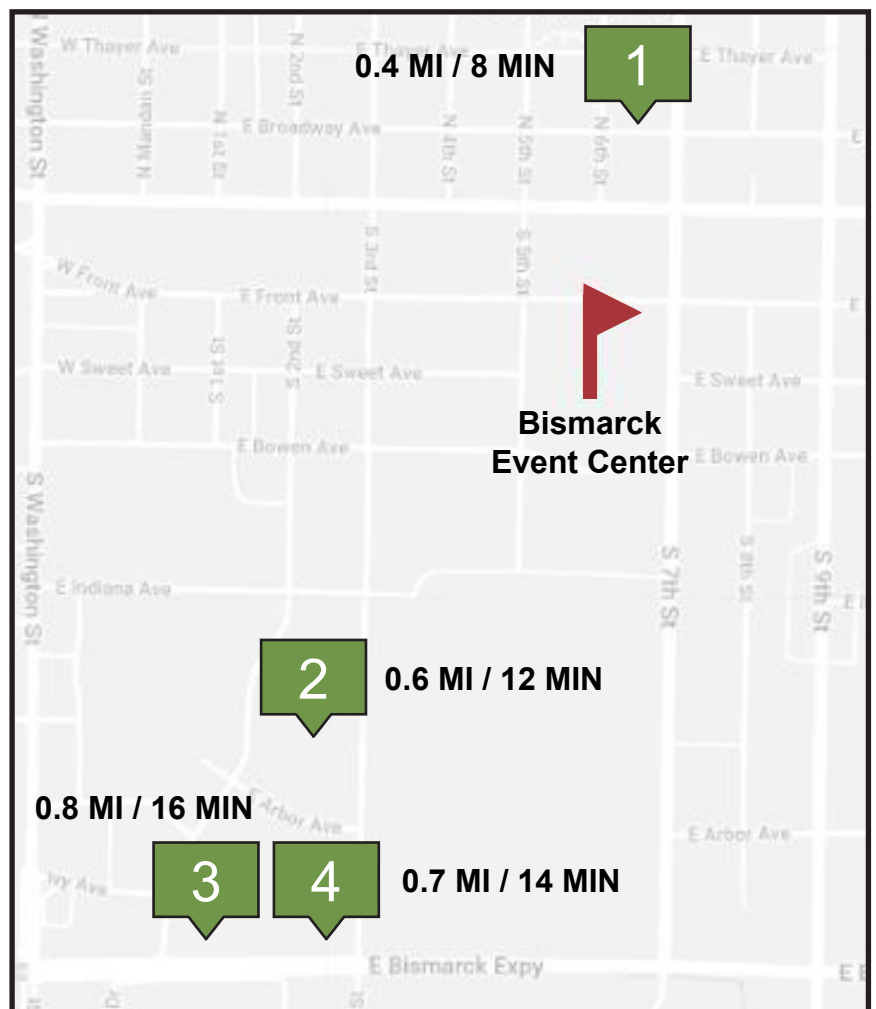 N Washington St
W Thayer Ave
N Mandan St
N 1st St
N 2nd St
E Thayer Ave
0.4 MI / 8 MIN
1
E Thayer Ave
E Broadway Ave
N 4th St
N 5th St
N 6th St
E
S 3rd St
S 5th St
W Front Ave
E Front Ave
E
W Sweet Ave
S 1st St
S 2nd St
E Sweet Ave
E Sweet Ave
Bismarck
Event Center
E Bowen Ave
E Bowen Ave
S Washington St
S 7th St
S 8th St
S 9th St
E Indiana Ave
2
0.6 MI / 12 MIN
0.8 MI / 16 MIN
E Arbor Ave
E Arbor Ave
Ivy Ave
3
4
0.7 MI / 14 MIN
E Bismarck Expy
E B
Dr
St